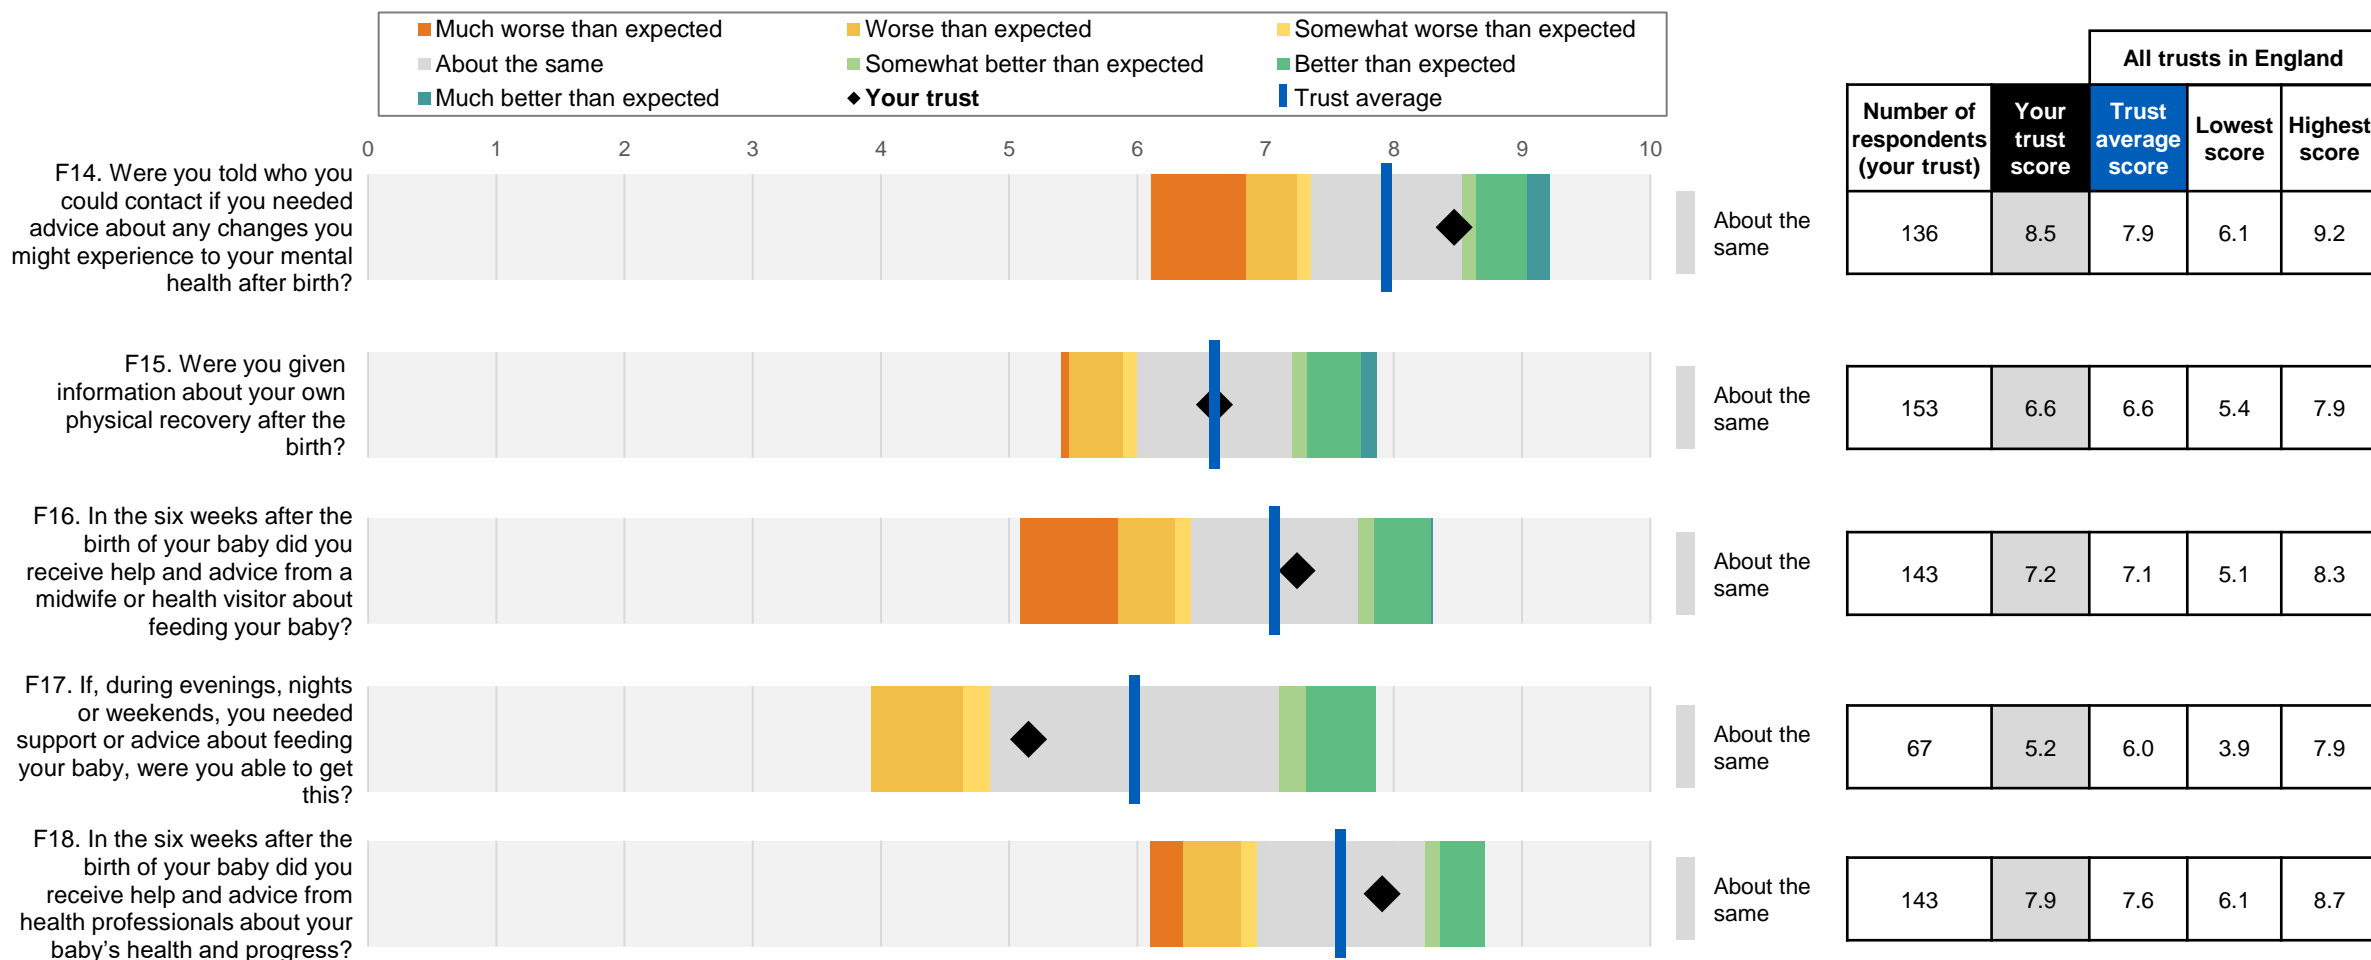 Much worse than expected
Worse than expected
Somewhat worse than expected
About the same
Somewhat better than expected
Better than expected
Much better than expected
Your trust
Trust average
All trusts in England
Number of
respondents
(your trust)
Your
trust
score
Trust
average
score
Lowest
score
Highest
score
0 1 2 3 4 5 6 7 8 9 10
F14. Were you told who you
could contact if you needed
advice about any changes you
might experience to your mental
health after birth?
About the
same
136 8.5 7.9 6.1 9.2
F15. Were you given
information about your own
physical recovery after the
birth?
About the
same
153 6.6 6.6 5.4 7.9
F16. In the six weeks after the
birth of your baby did you
receive help and advice from a
midwife or health visitor about
feeding your baby?
About the
same
143 7.2 7.1 5.1 8.3
F17. If, during evenings, nights
or weekends, you needed
support or advice about feeding
your baby, were you able to get
this?
About the
same
67 5.2 6.0 3.9 7.9
F18. In the six weeks after the
birth of your baby did you
receive help and advice from
health professionals about your
baby’s health and progress?
About the
same
143 7.9 7.6 6.1 8.7